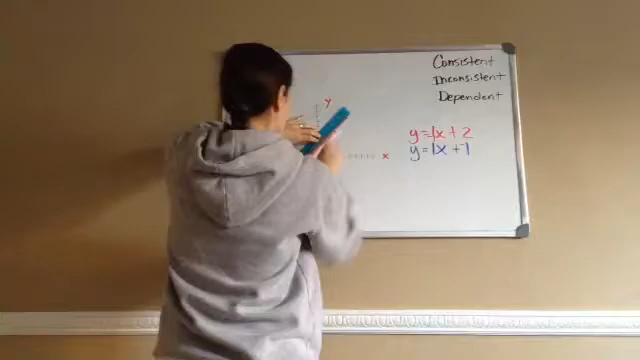 Consistent
Inconsistent
Dependent
y
x
y=1x+2
y=1x+1